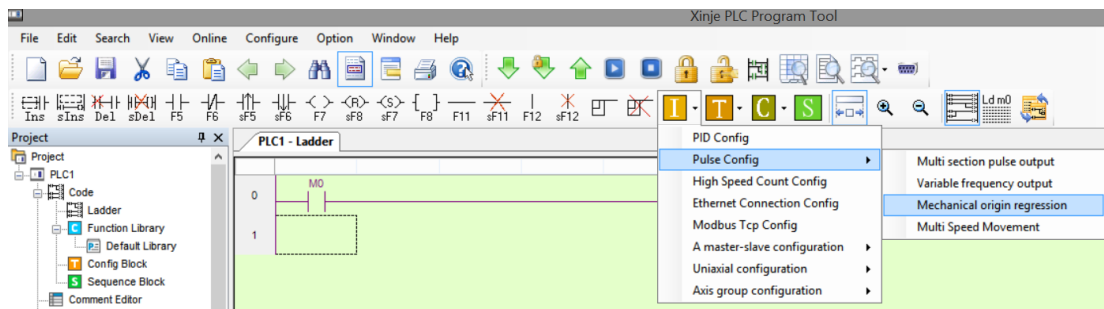 Xinje PLC Program Tool
File Edit Search View Online Configure Option Window Help
Ins sIns Del sDel F5 F6 sF5 sF6 F7 sF8 sF7 F8 F11 sF11 F12 sF12 I T C S Ld m0
Project
PLC1 - Ladder
Project
PLC1
Code
Ladder
Function Library
Default Library
Config Block
Sequence Block
Comment Editor
0
M0
1
PID Config
Pulse Config
High Speed Count Config
Ethernet Connection Config
Modbus Tcp Config
A master-slave configuration
Uniaxial configuration
Axis group configuration
Multi section pulse output
Variable frequency output
Mechanical origin regression
Multi Speed Movement